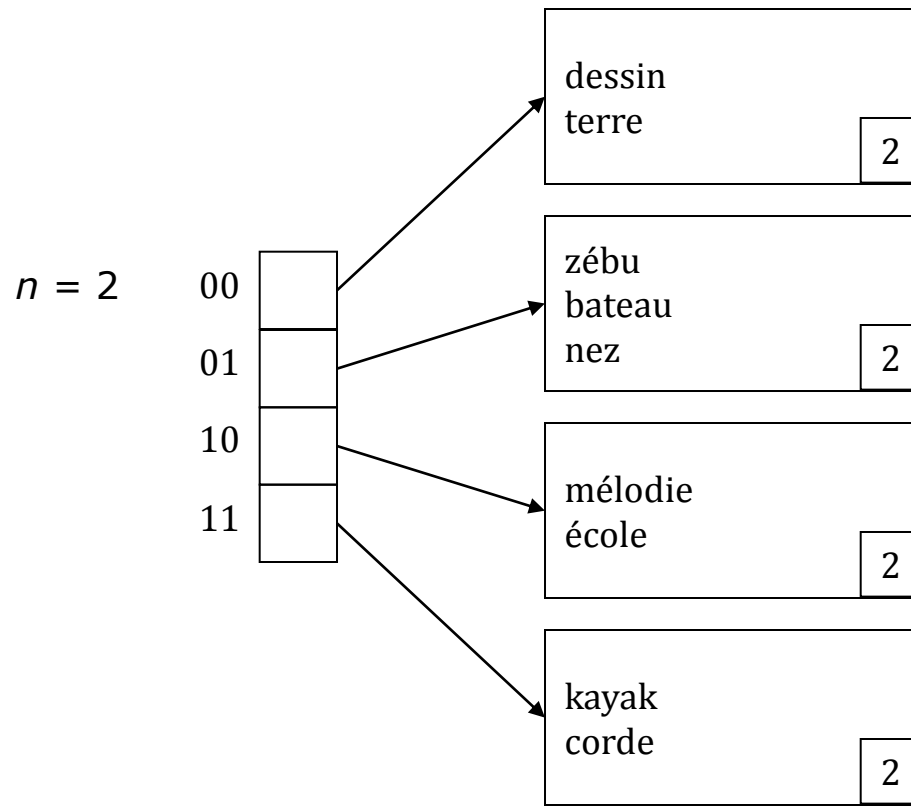 dessin
terre
2
zébu
bateau
nez
2
n = 2
00
01
10
11
mélodie
école
2
kayak
corde
2